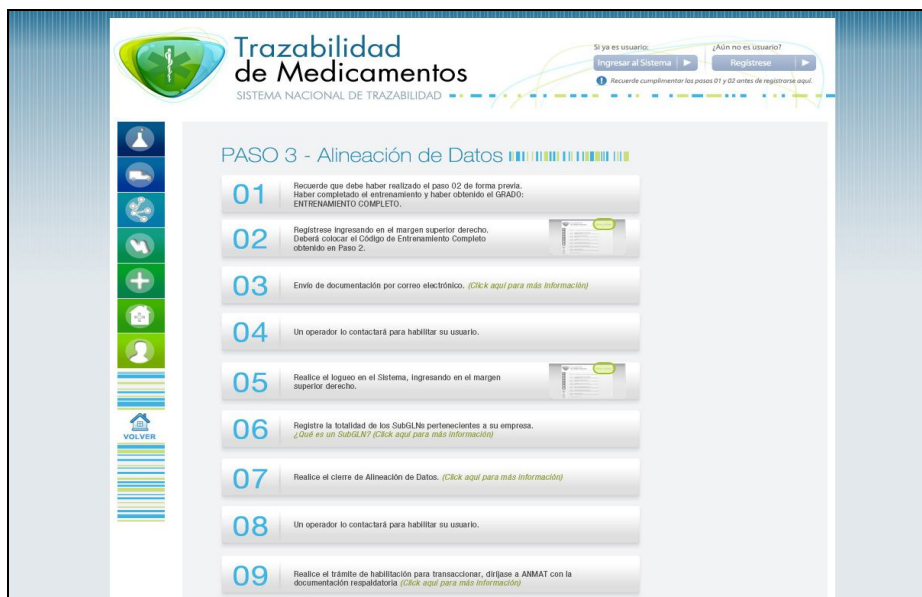 Trazabilidad
de Medicamentos
SISTEMA NACIONAL DE TRAZABILIDAD
Si ya es usuario:
Ingresar al Sistema
¿Aún no es usuario?
Regístrese
Recuerde cumplimentar los pasos 01 y 02 antes de registrarse aquí.
PASO 3 - Alineación de Datos
01
Recuerde que debe haber realizado el paso 02 de forma previa.
Haber completado el entrenamiento y haber obtenido el GRADO:
ENTRENAMIENTO COMPLETO.
02
Regístrese ingresando en el margen superior derecho.
Deberá colocar el Código de Entrenamiento Completo
obtenido en Paso 2.
03
Envío de documentación por correo electrónico. (Click aquí para más información)
04
Un operador lo contactará para habilitar su usuario.
05
Realice el logueo en el Sistema, ingresando en el margen
superior derecho.
06
Registre la totalidad de los SubGLNs pertenecientes a su empresa.
¿Qué es un SubGLN? (Click aquí para más información)
VOLVER
07
Realice el cierre de Alineación de Datos. (Click aquí para más información)
08
Un operador lo contactará para habilitar su usuario.
09
Realice el trámite de habilitación para transaccionar, diríjase a ANMAT con la
documentación respaldatoria (Click aquí para más información)